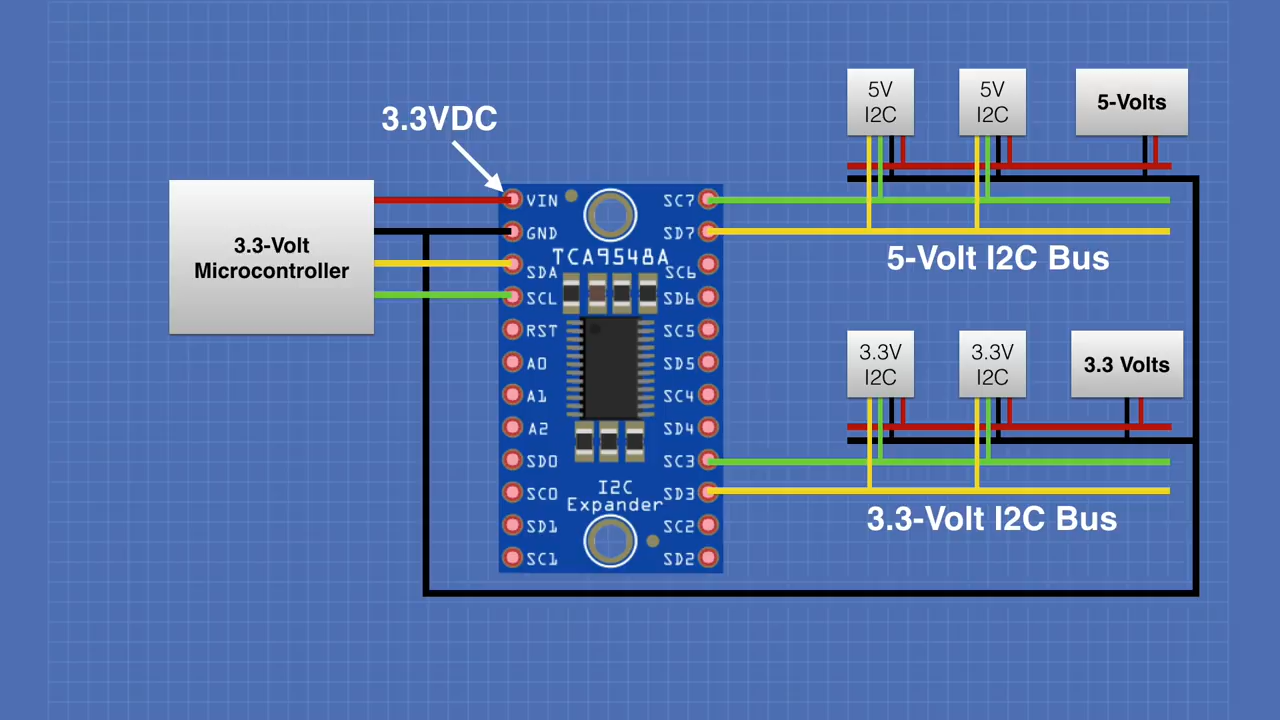 3.3VDC
3.3-Volt
Microcontroller
VIN
GND
SDA
SCL
RST
A0
A1
A2
SD0
SC0
SD1
SC1
TCA9548A
I2C
Expander
SC7
SD7
SC6
SD6
SC5
SD5
SC4
SD4
SC3
SD3
SC2
SD2
5V
I2C
5V
I2C
5-Volts
5-Volt I2C Bus
3.3V
I2C
3.3V
I2C
3.3 Volts
3.3-Volt I2C Bus